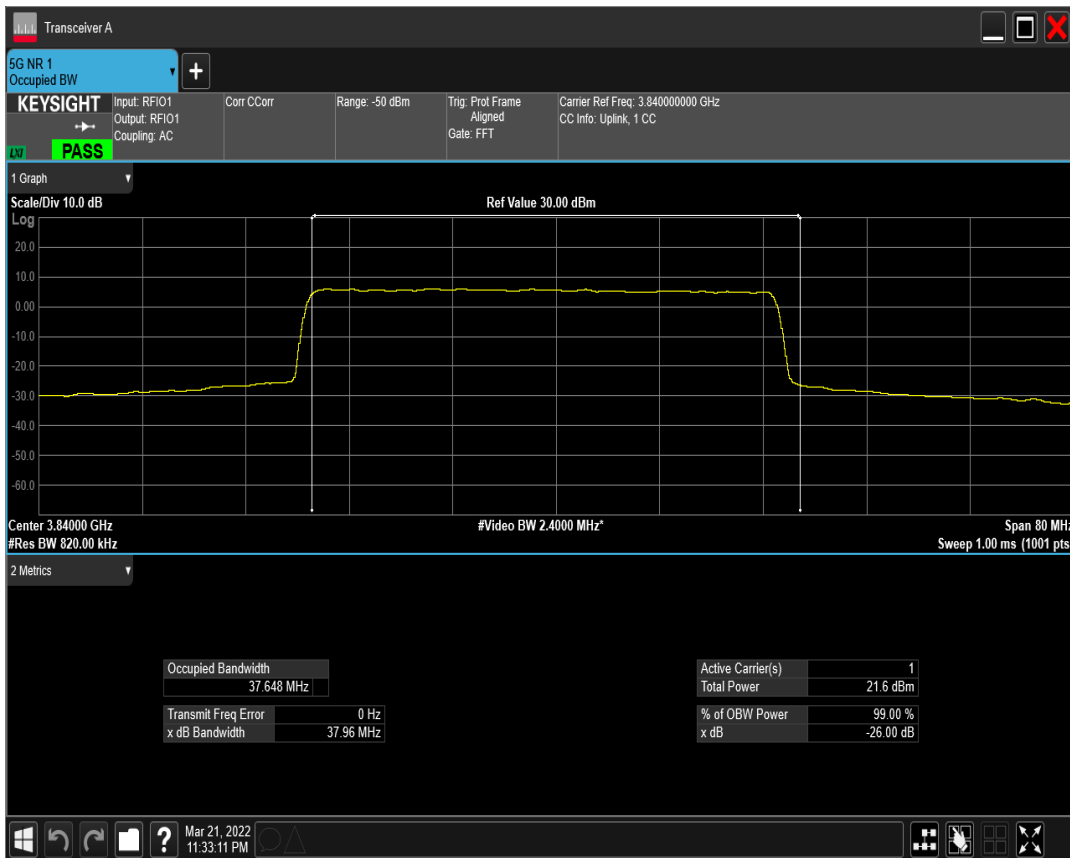 Transceiver A
5G NR 1
Occupied BW
KEYSIGHT
LXI
PASS
Input: RFIO1
Output: RFIO1
Coupling: AC
Corr CCorr
Range: -50 dBm
Trig: Prot Frame
Aligned
Gate: FFT
Carrier Ref Freq: 3.840000000 GHz
CC Info: Uplink, 1 CC
1 Graph
Scale/Div 10.0 dB
Ref Value 30.00 dBm
Log
20.0
10.0
0.00
-10.0
-20.0
-30.0
-40.0
-50.0
-60.0
Center 3.84000 GHz
#Video BW 2.4000 MHz*
Span 80 MHz
#Res BW 820.00 kHz
Sweep 1.00 ms (1001 pts
2 Metrics
Occupied Bandwidth
37.648 MHz
Transmit Freq Error 0 Hz
x dB Bandwidth 37.96 MHz
Active Carrier(s) 1
Total Power 21.6 dBm
% of OBW Power 99.00 %
x dB -26.00 dB
?
Mar 21, 2022
11:33:11 PM